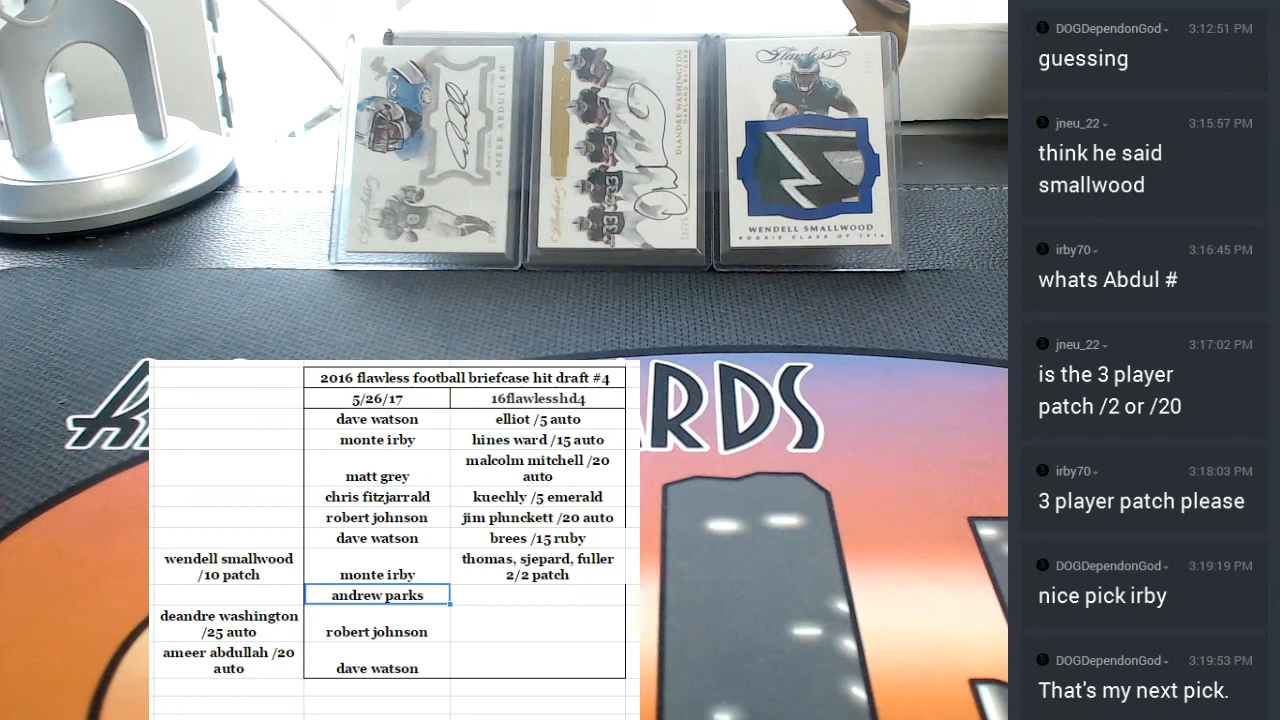 Flawless
AMEER ABDULLAH
Flawless
DeANDRE WASHINGTON
OAKLAND RAIDERS
Flawless
WENDELL SMALLWOOD
ROOKIE CLASS OF 2016
RDS
2016 flawless football briefcase hit draft #4
5/26/17 16flawlesshd4
dave watson elliot /5 auto
monte irby hines ward /15 auto
malcolm mitchell /20
matt grey auto
chris fitzjarrald kuechly /5 emerald
robert johnson jim plunckett /20 auto
dave watson brees /15 ruby
wendell smallwood thomas, sjepard, fuller
/10 patch monte irby 2/2 patch
andrew parks
deandre washington
/25 auto robert johnson
ameer abdullah /20
auto dave watson
DOGDependonGod 3:12:51 PM
guessing
jneu_22 3:15:57 PM
think he said
smallwood
irby70 3:16:45 PM
whats Abdul #
jneu_22 3:17:02 PM
is the 3 player
patch /2 or /20
irby70 3:18:03 PM
3 player patch please
DOGDependonGod 3:19:19 PM
nice pick irby
DOGDependonGod 3:19:53 PM
That's my next pick.